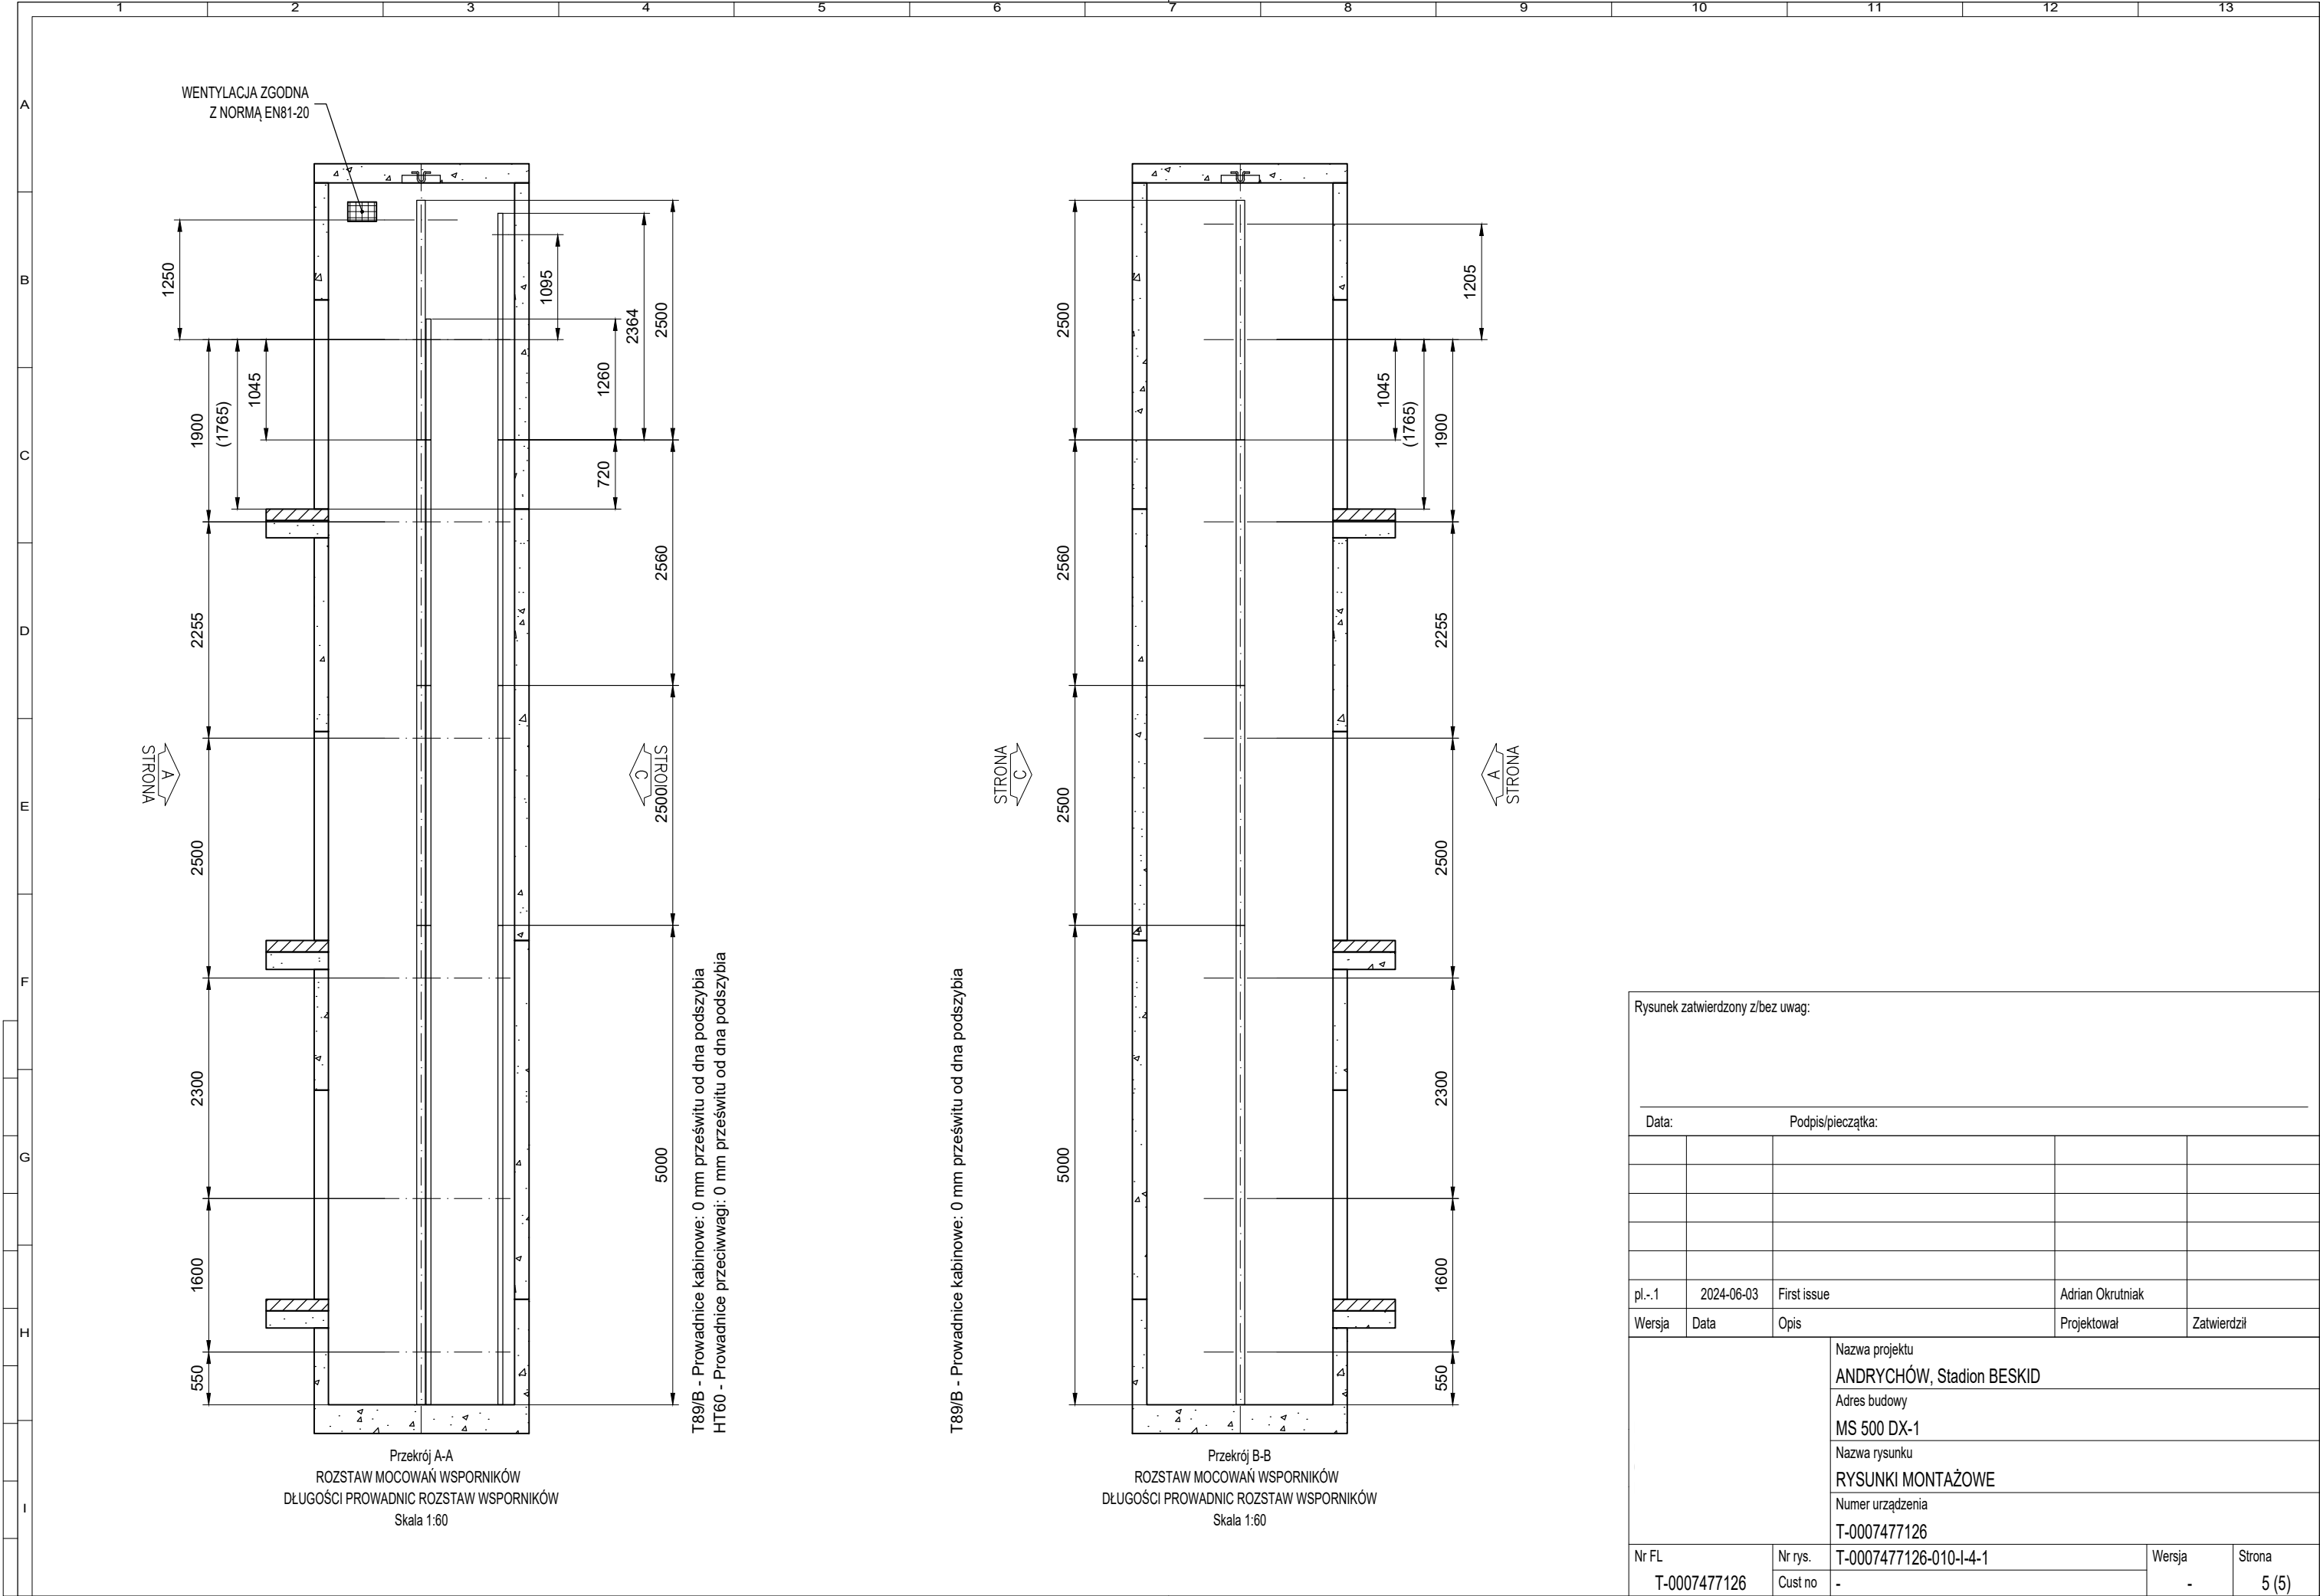 1 2 3 4 5 6 7 8 9 10 11 12 13
A
B
C
D
E
F
G
H
I
WENTYLACJA ZGODNA
Z NORMĄ EN81-20
1250
1900
(1765)
1045
2255
2500
2300
1600
550
1095
2364
2500
1260
720
2560
2500
5000
STRONA
A
STRON
C
T89/B - Prowadnice kabinowe: 0 mm prześwitu od dna podszybia
HT60 - Prowadnice przeciwwagi: 0 mm prześwitu od dna podszybia
Przekrój A-A
ROZSTAW MOCOWAŃ WSPORNIKÓW
DŁUGOŚCI PROWADNIC ROZSTAW WSPORNIKÓW
Skala 1:60
2500
2560
2500
5000
STRONA
C
T89/B - Prowadnice kabinowe: 0 mm prześwitu od dna podszybia
1205
1045
(1765)
1900
2255
2500
2300
1600
550
A
STRONA
Przekrój B-B
ROZSTAW MOCOWAŃ WSPORNIKÓW
DŁUGOŚCI PROWADNIC ROZSTAW WSPORNIKÓW
Skala 1:60
Rysunek zatwierdzony z/bez uwag:
Data: Podpis/pieczątka:
pl.-.1 2024-06-03 First issue Adrian Okrutniak
Wersja Data Opis Projektował Zatwierdził
Nazwa projektu
ANDRYCHÓW, Stadion BESKID
Adres budowy
MS 500 DX-1
Nazwa rysunku
RYSUNKI MONTAŻOWE
Numer urządzenia
T-0007477126
Nr FL Nr rys. T-0007477126-010-I-4-1 Wersja Strona
T-0007477126 Cust no - - 5 (5)